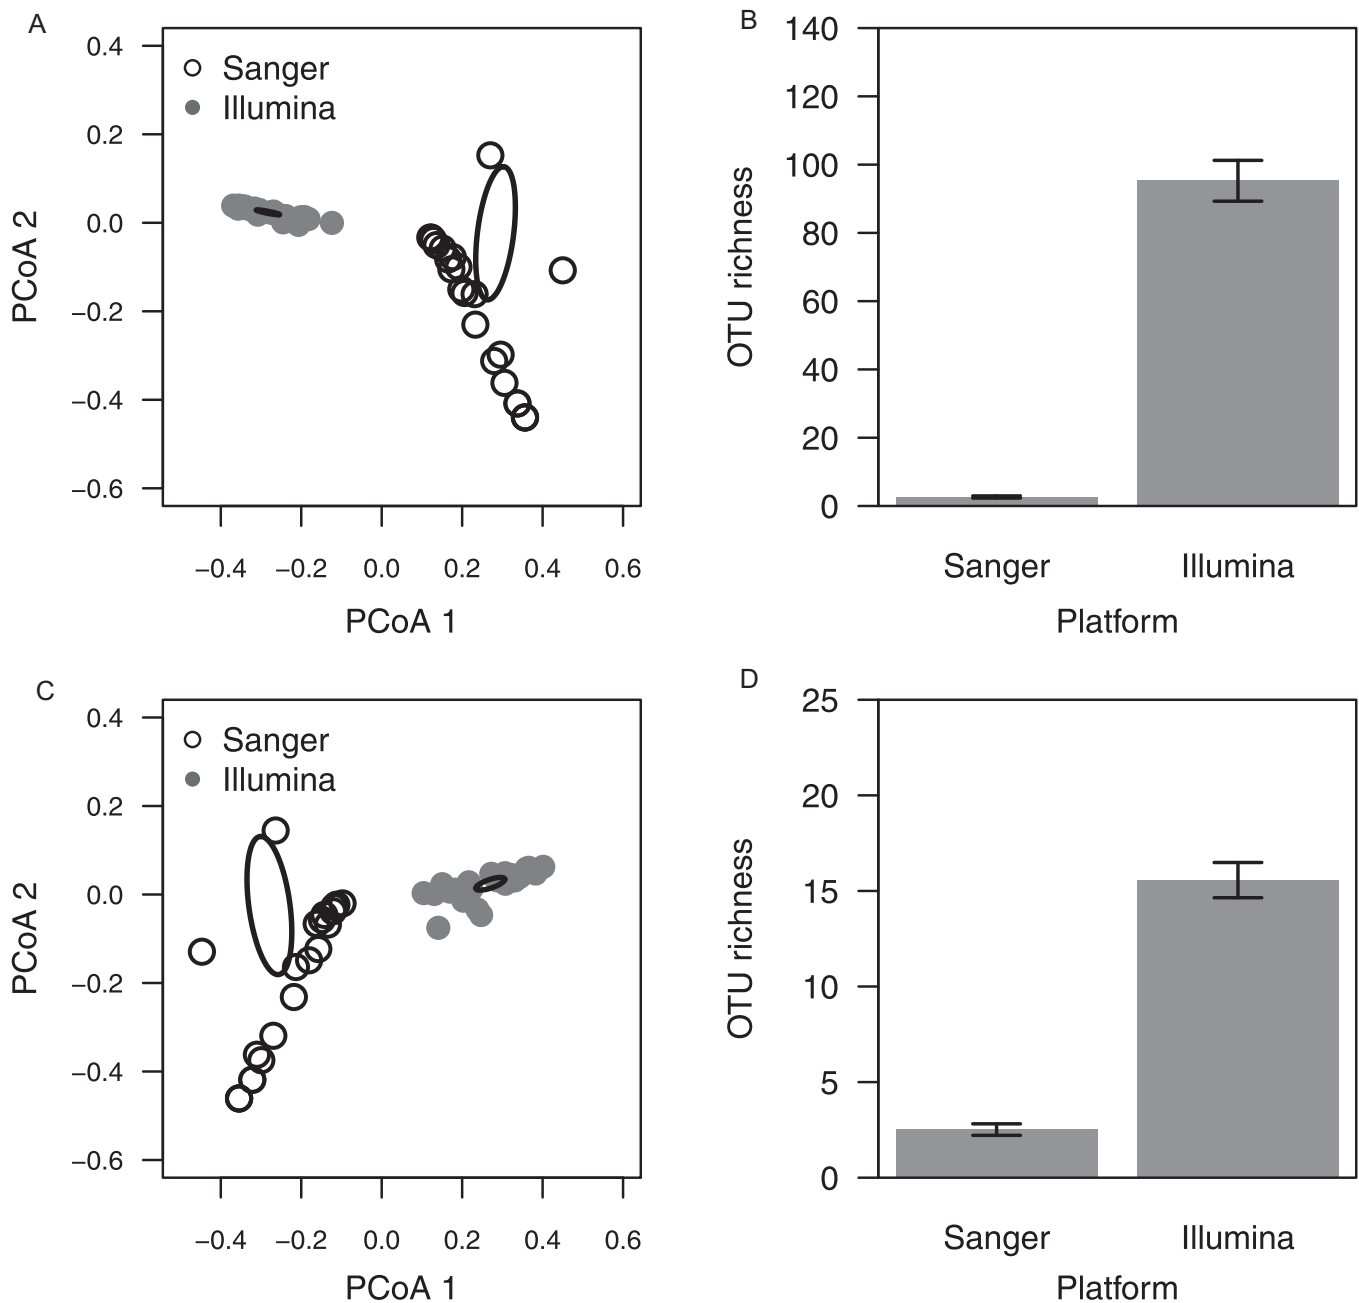 A
0.4
0.2
0.0
−0.2
−0.4
−0.6
PCoA 2
Sanger
Illumina
−0.4 −0.2 0.0 0.2 0.4 0.6
PCoA 1
B
140
120
100
80
60
40
20
0
OTU richness
Sanger Illumina
Platform
C
0.4
0.2
0.0
−0.2
−0.4
−0.6
PCoA 2
Sanger
Illumina
−0.4 −0.2 0.0 0.2 0.4 0.6
PCoA 1
D
25
20
15
10
5
0
OTU richness
Sanger Illumina
Platform